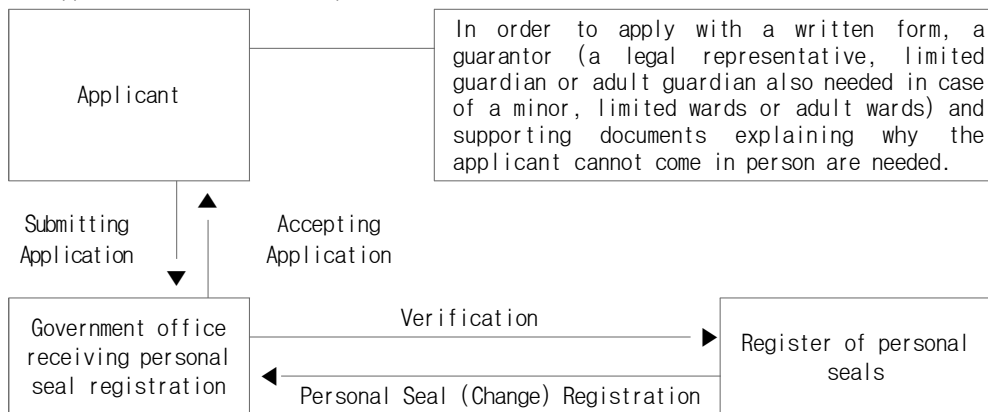 In order to apply with a written form, a
guarantor (a legal representative, limited
guardian or adult guardian also needed in case
of a minor, limited wards or adult wards) and
supporting documents explaining why the
applicant cannot come in person are needed.
Applicant
Submitting
Application
Accepting
Application
Government office
receiving personal
seal registration
Verification
Personal Seal (Change) Registration
Register of personal
seals